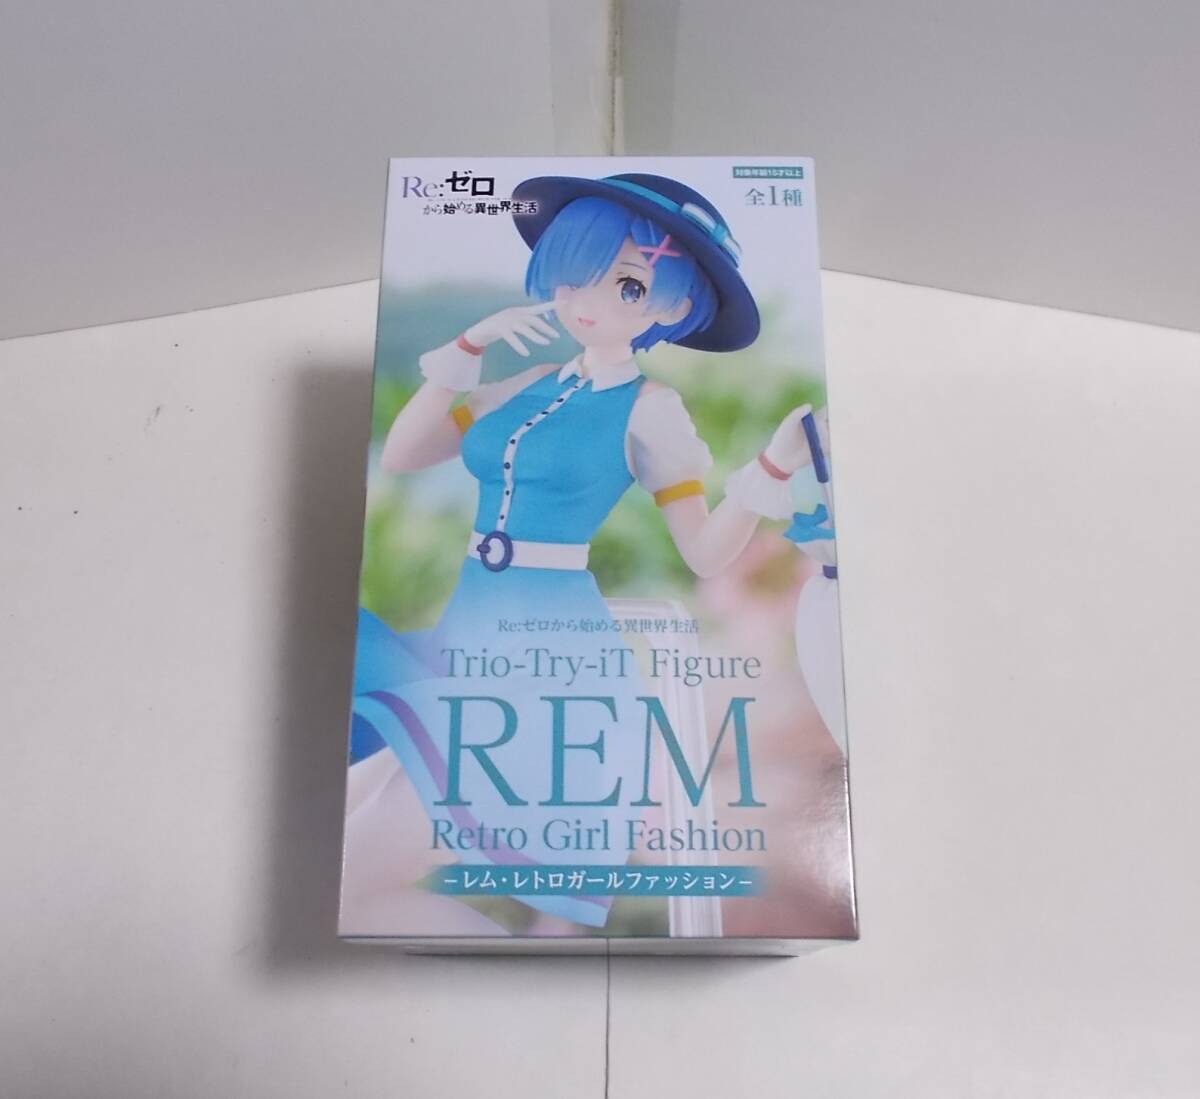 Re:ゼロ
から始める異世界生活
対象年齢15才以上
全1種
Re:ゼロから始める異世界生活
Trio-Try-iT Figure
REM
Retro Girl Fashion
-レム・レトロガールファッション-